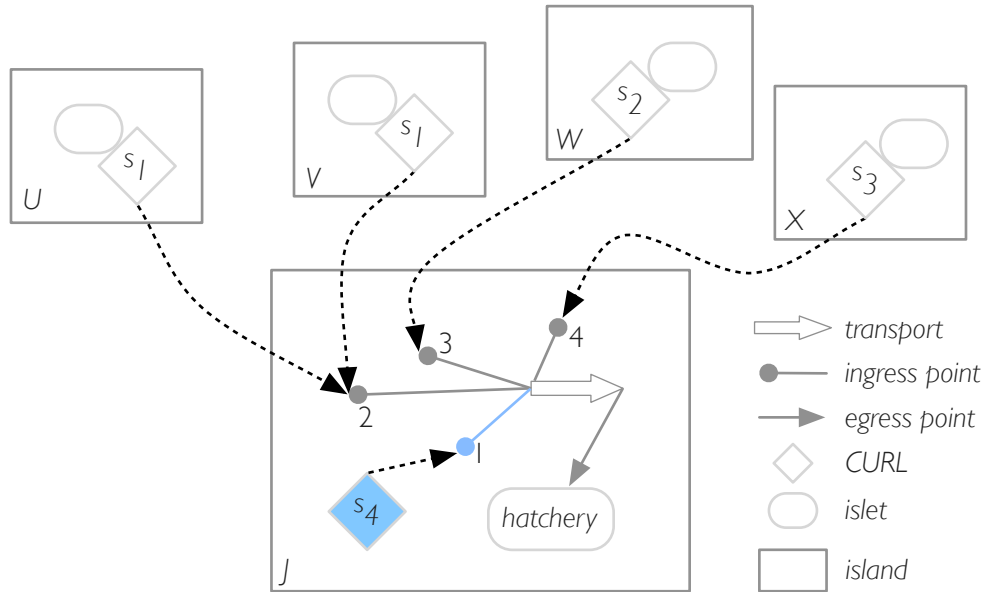 s1
U
s1
V
s2
W
s3
X
3
4
2
1
s4
hatchery
J
transport
ingress point
egress point
CURL
islet
island